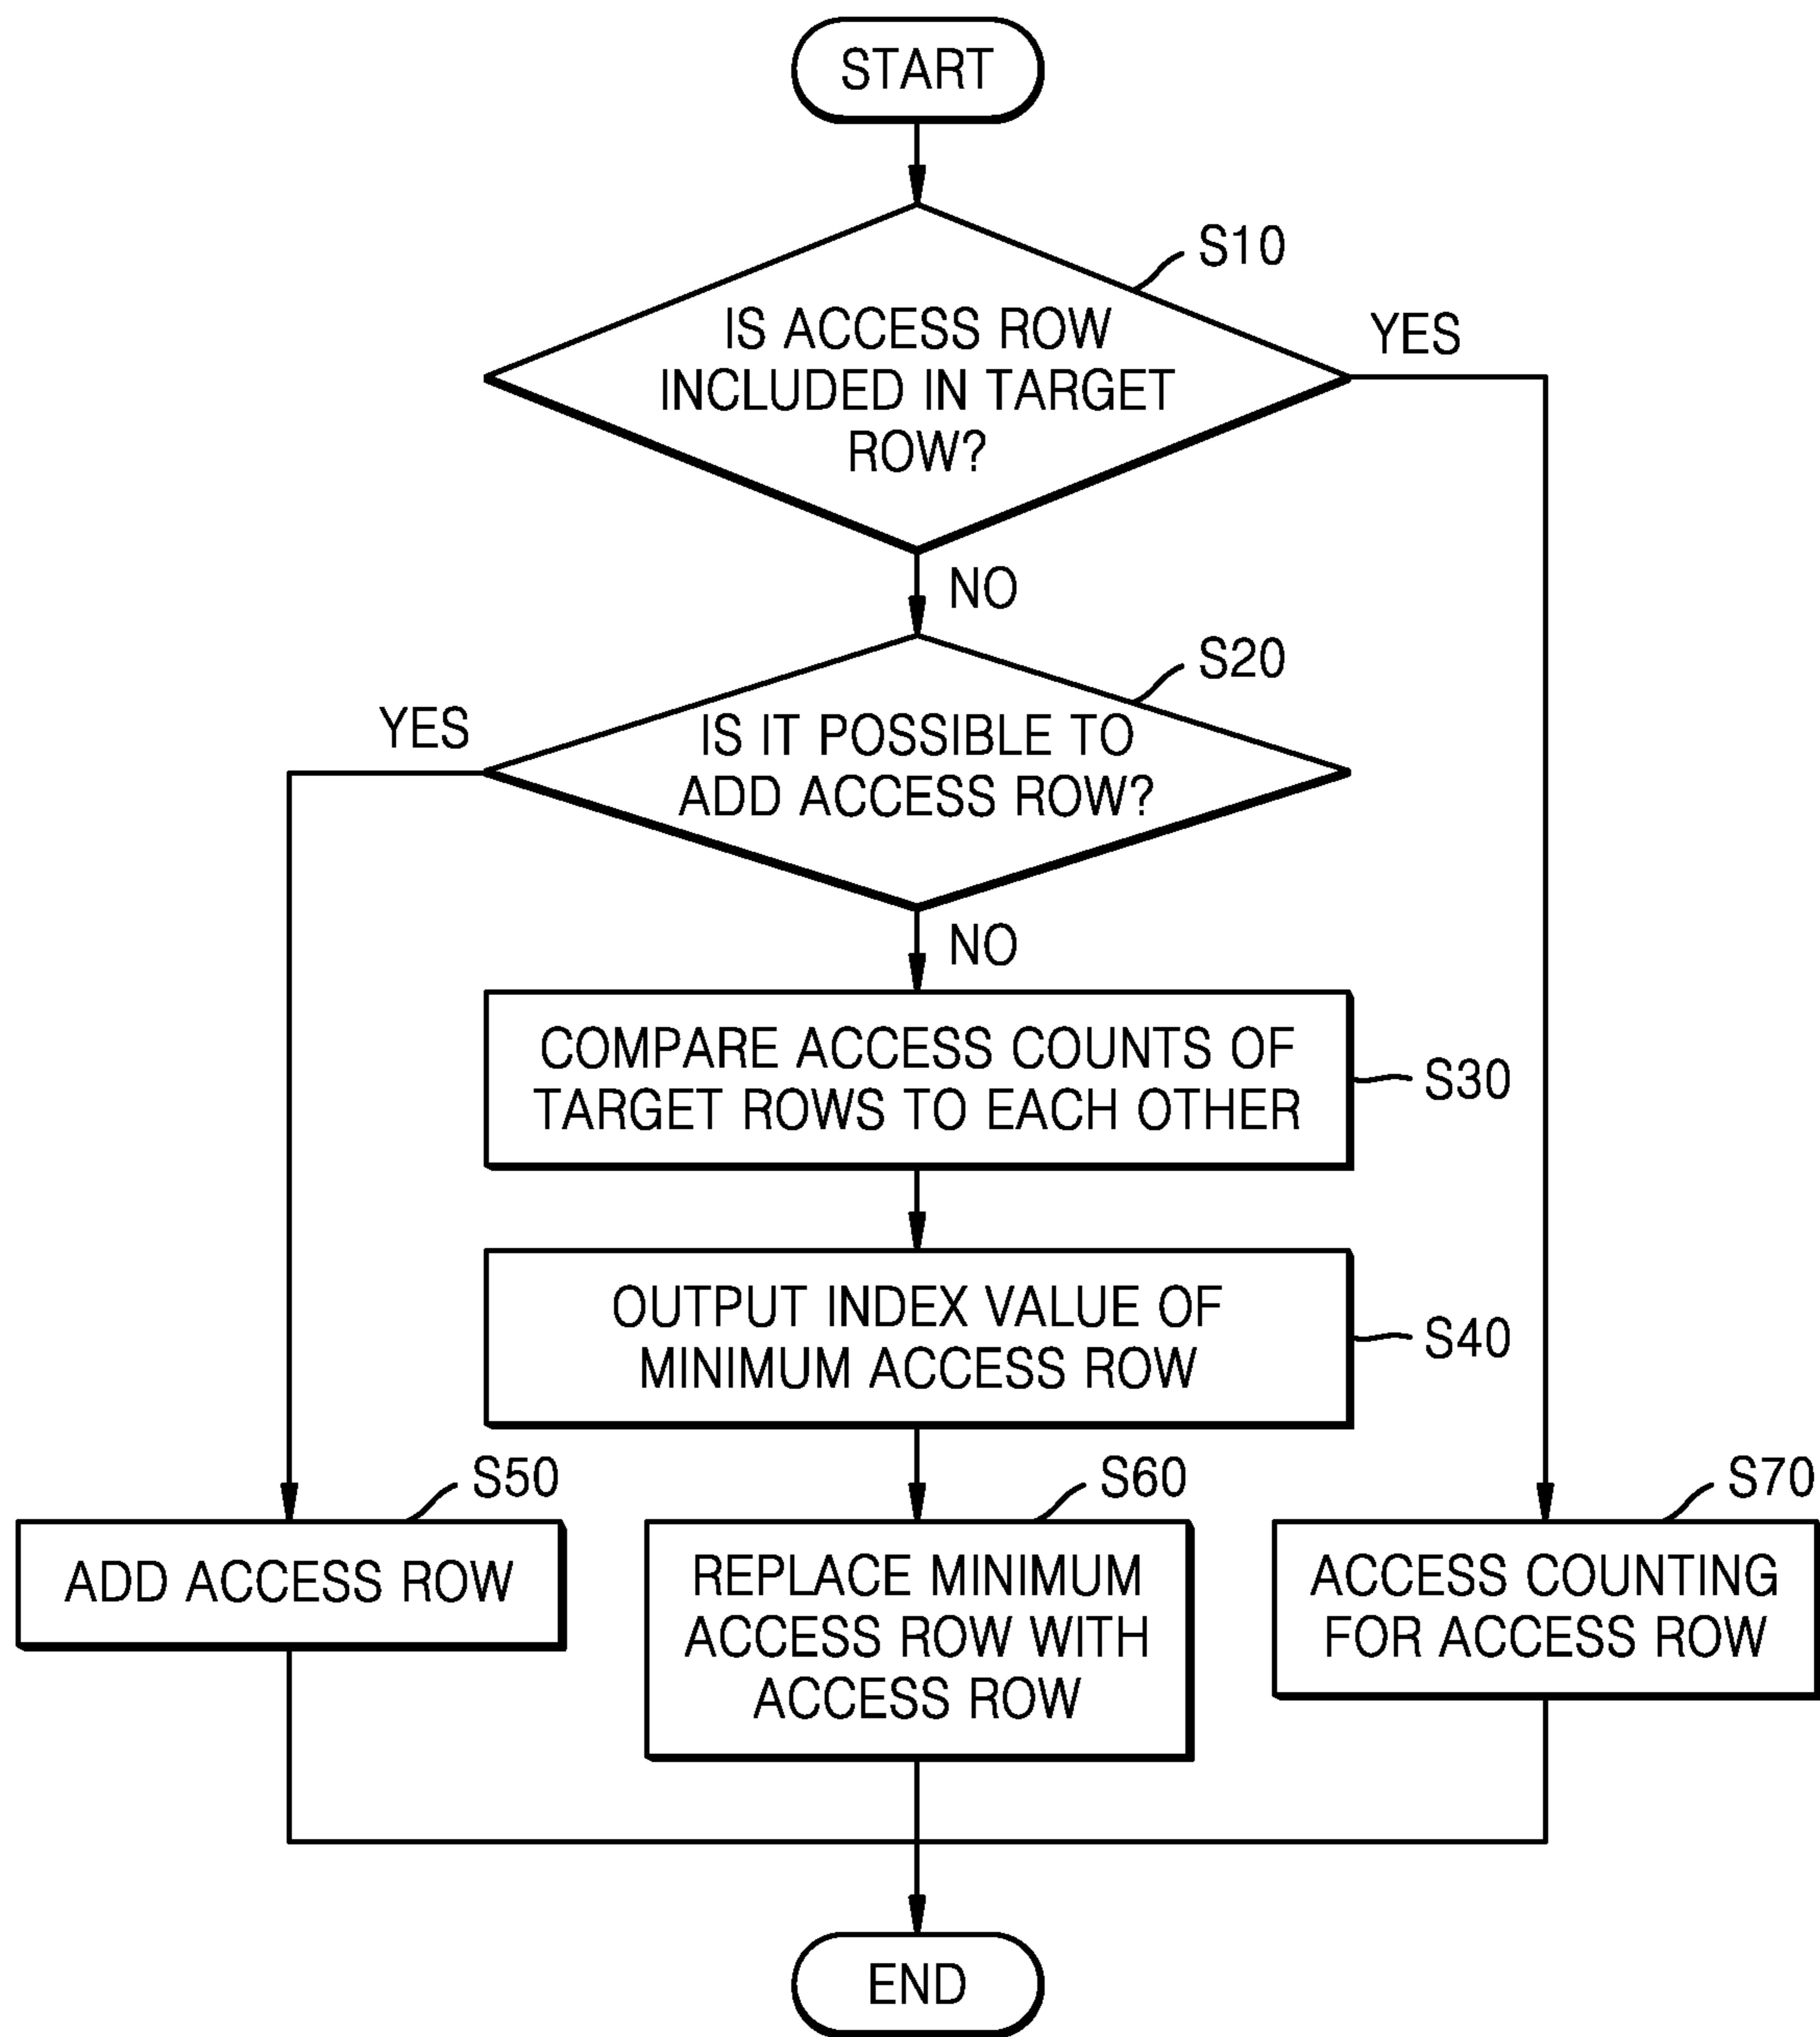 START
S10
IS ACCESS ROW
INCLUDED IN TARGET
ROW?
YES
NO
S20
YES
IS IT POSSIBLE TO
ADD ACCESS ROW?
NO
COMPARE ACCESS COUNTS OF
TARGET ROWS TO EACH OTHER
S30
OUTPUT INDEX VALUE OF
MINIMUM ACCESS ROW
S40
S50
ADD ACCESS ROW
S60
REPLACE MINIMUM
ACCESS ROW WITH
ACCESS ROW
S70
ACCESS COUNTING
FOR ACCESS ROW
END